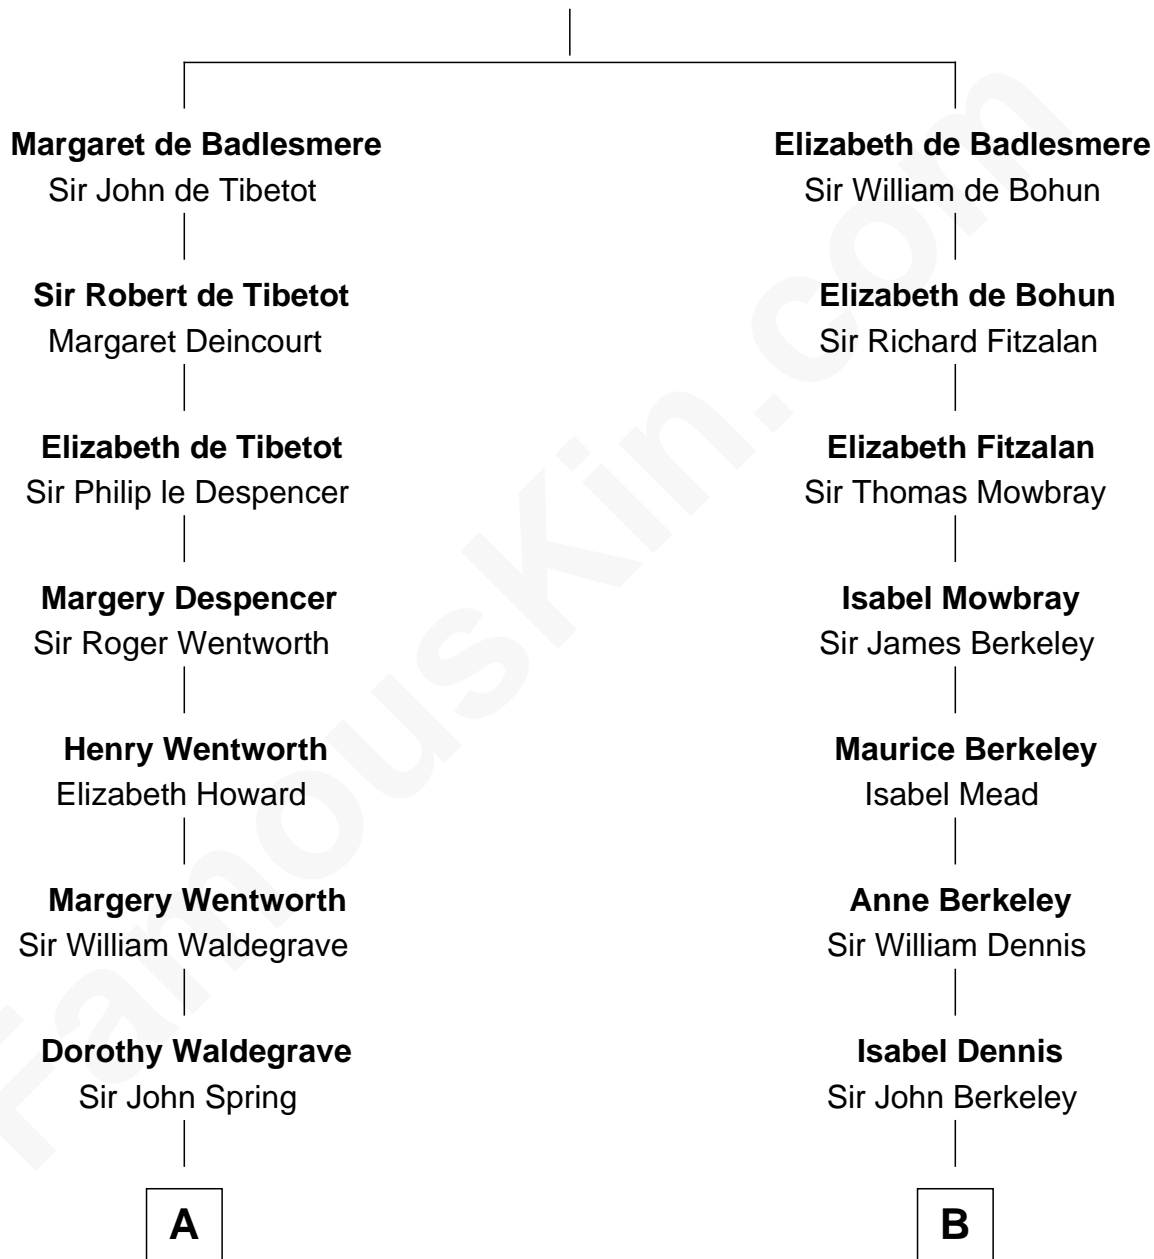 Margaret de Badlesmere
Sir John de Tibetot
Sir Robert de Tibetot
Margaret Deincourt
Elizabeth de Tibetot
Sir Philip le Despencer
Margery Despencer
Sir Roger Wentworth
Henry Wentworth
Elizabeth Howard
Margery Wentworth
Sir William Waldegrave
Dorothy Waldegrave
Sir John Spring
A
Elizabeth de Badlesmere
Sir William de Bohun
Elizabeth de Bohun
Sir Richard Fitzalan
Elizabeth Fitzalan
Sir Thomas Mowbray
Isabel Mowbray
Sir James Berkeley
Maurice Berkeley
Isabel Mead
Anne Berkeley
Sir William Dennis
Isabel Dennis
Sir John Berkeley
B
FamousKin.com